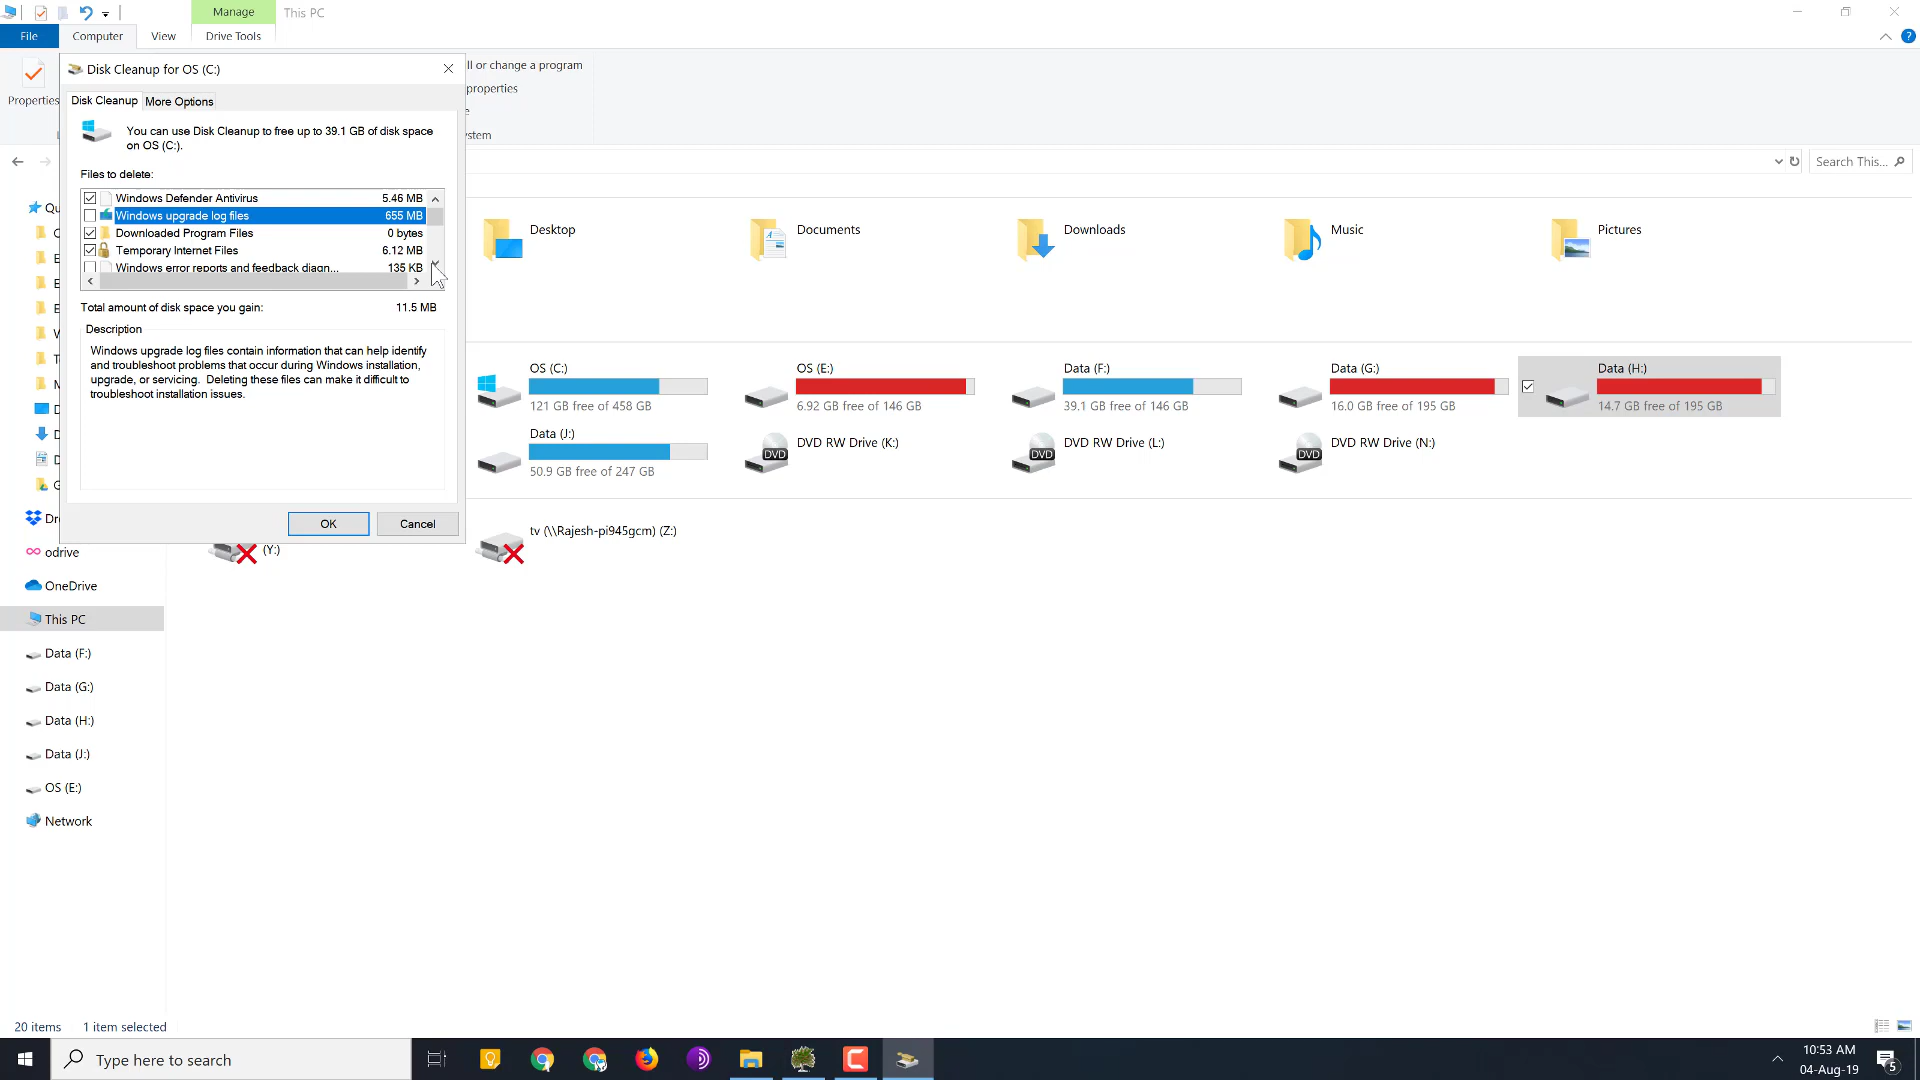 Manage
This PC
File
Computer
View
Drive Tools
Properties
Disk Cleanup for OS (C:)
ll or change a program
properties
e
stem
Disk Cleanup
More Options
You can use Disk Cleanup to free up to 39.1 GB of disk space
on OS (C:).
Search This...
Files to delete:
Windows Defender Antivirus 5.46 MB
Windows upgrade log files 655 MB
Downloaded Program Files 0 bytes
Temporary Internet Files 6.12 MB
Windows error reports and feedback diagn... 135 KB
Total amount of disk space you gain: 11.5 MB
Description
Windows upgrade log files contain information that can help identify
and troubleshoot problems that occur during Windows installation,
upgrade, or servicing. Deleting these files can make it difficult to
troubleshoot installation issues.
OK
Cancel
Qu
Dr
odrive
OneDrive
This PC
Data (F:)
Data (G:)
Data (H:)
Data (J:)
OS (E:)
Network
Desktop
Documents
Downloads
Music
Pictures
OS (C:)
121 GB free of 458 GB
OS (E:)
6.92 GB free of 146 GB
Data (F:)
39.1 GB free of 146 GB
Data (G:)
16.0 GB free of 195 GB
Data (H:)
14.7 GB free of 195 GB
Data (J:)
50.9 GB free of 247 GB
DVD RW Drive (K:)
DVD
DVD RW Drive (L:)
DVD
DVD RW Drive (N:)
DVD
(Y:)
tv (\\Rajesh-pi945gcm) (Z:)
20 items
1 item selected
Type here to search
10:53 AM
04-Aug-19
5